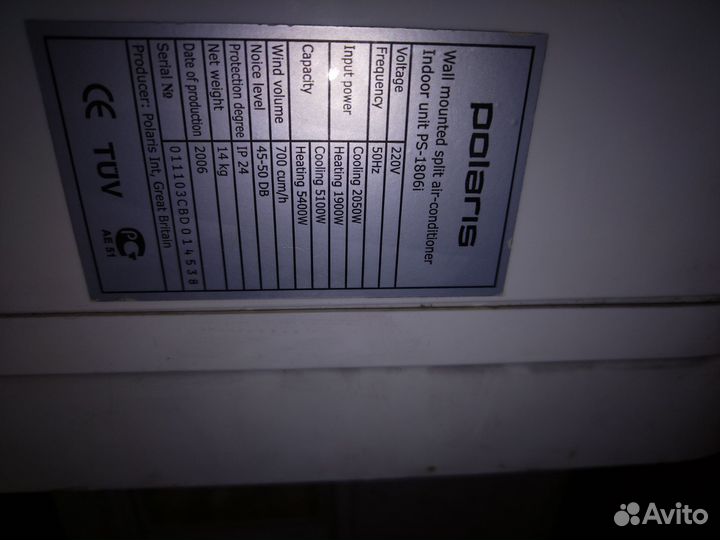 polaris
Wall mounted split air-conditioner
Indoor unit PS-1806i
Voltage 220V
Frequency 50Hz
Input power Cooling 2050W
Heating 1900W
Capacity Cooling 5100W
Heating 5400W
Wind volume 700 cum/h
Noice level 45-50 DB
Protection degree IP 24
Net weight 14 kg
Date of production 2006
Serial № 011103CBD014538
Producer: Polaris Int, Great Britain
CE TÜV PC
AE 51
Avito